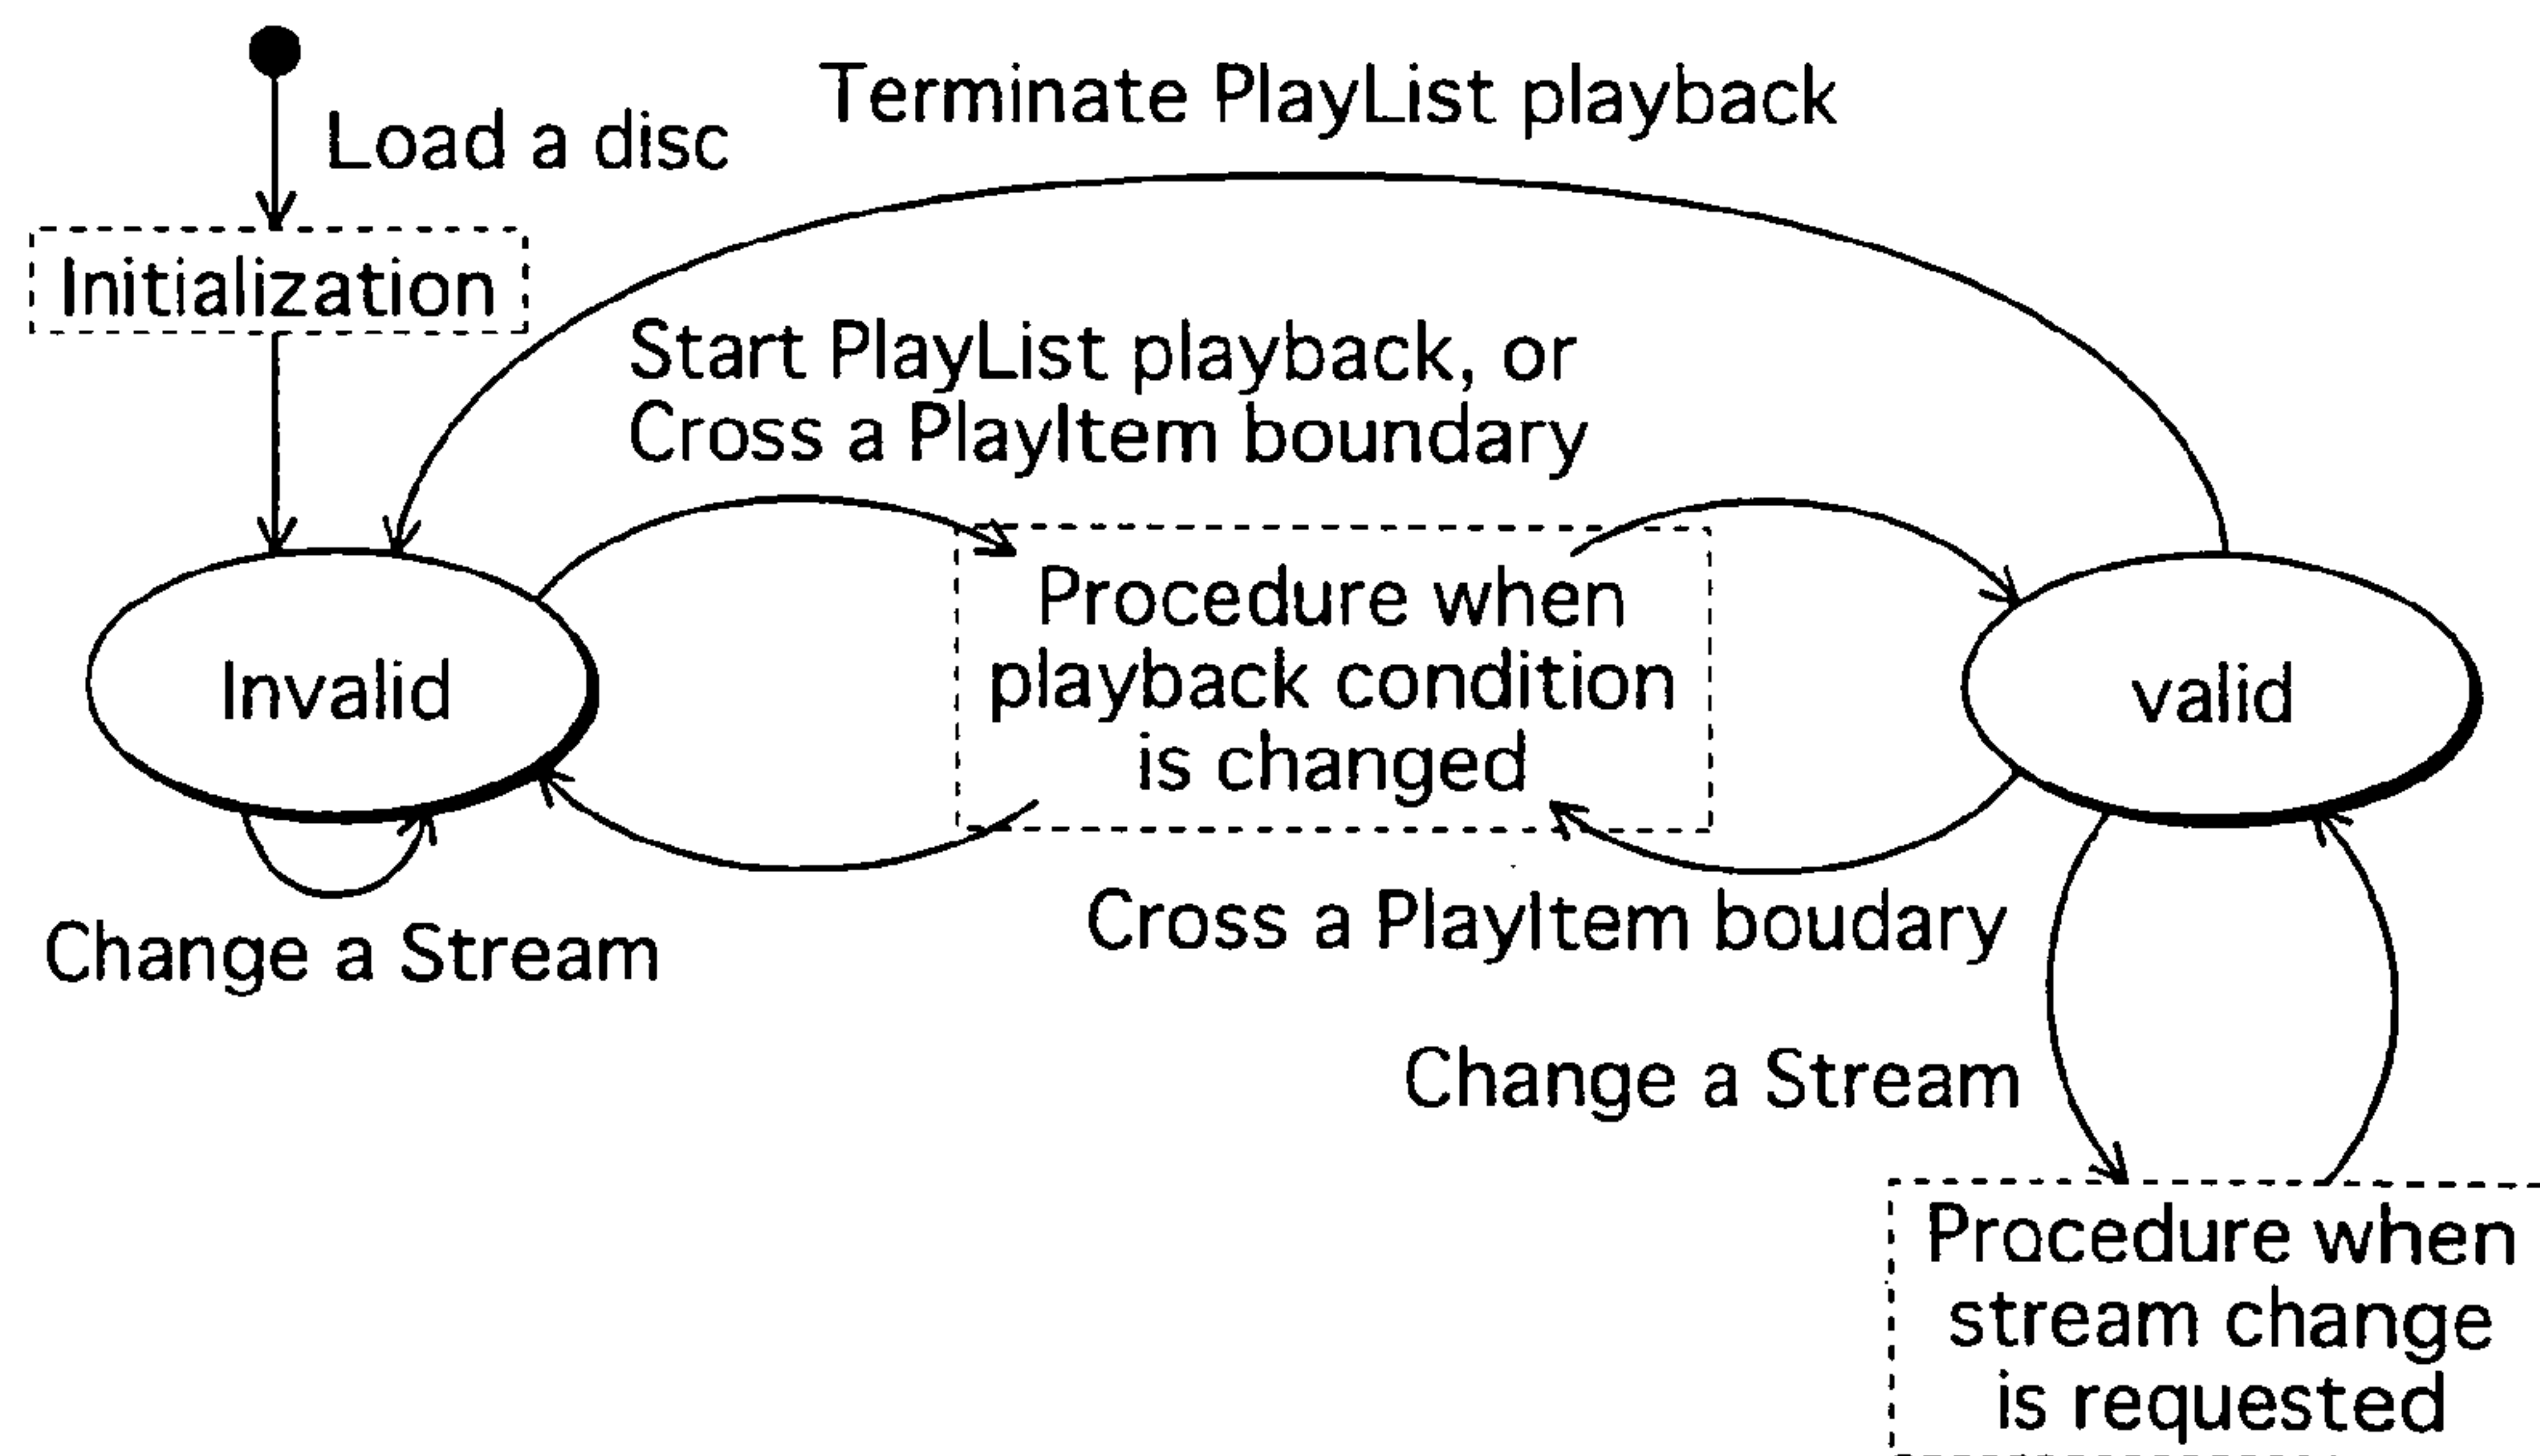 Load a disc
Terminate PlayList playback
Initialization
Start PlayList playback, or
Cross a PlayItem boundary
Invalid
Procedure when
playback condition
is changed
valid
Change a Stream
Cross a PlayItem boudary
Change a Stream
Procedure when
stream change
is requested